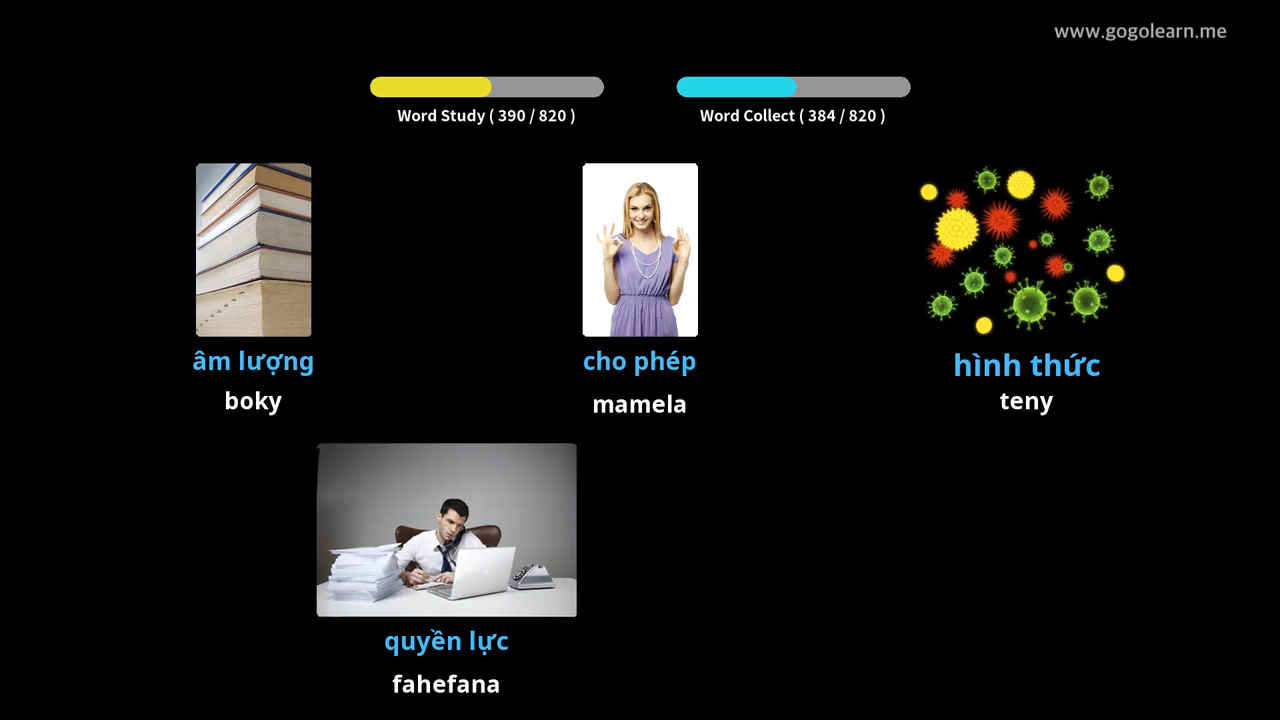 www.gogolearn.me
Word Study ( 390 / 820 )
Word Collect ( 384 / 820 )
âm lượng
boky
cho phép
mamela
hình thức
teny
quyền lực
fahefana